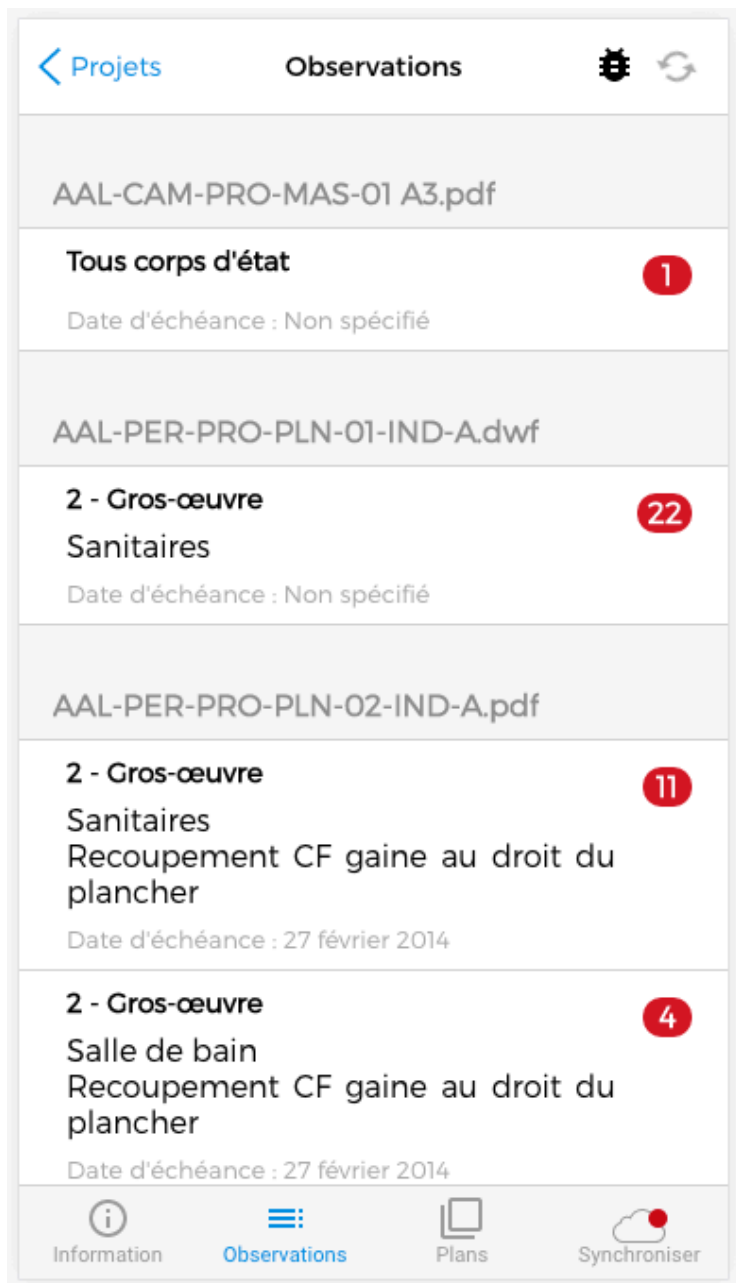 Projets
Observations
AAL-CAM-PRO-MAS-01 A3.pdf
Tous corps d'état
1
Date d'échéance : Non spécifié
AAL-PER-PRO-PLN-01-IND-A.dwf
2 - Gros-œuvre
22
Sanitaires
Date d'échéance : Non spécifié
AAL-PER-PRO-PLN-02-IND-A.pdf
2 - Gros-œuvre
11
Sanitaires
Recoupement CF gaine au droit du
plancher
Date d'échéance : 27 février 2014
2 - Gros-œuvre
4
Salle de bain
Recoupement CF gaine au droit du
plancher
Date d'échéance : 27 février 2014
Information
Observations
Plans
Synchroniser